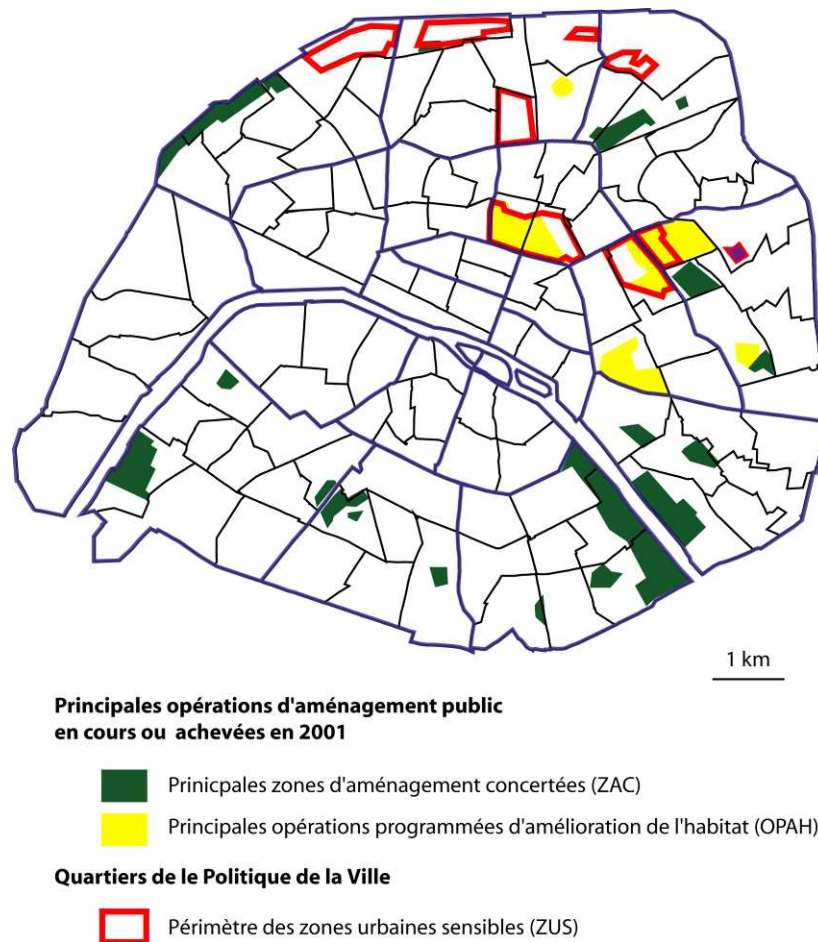 1 km
Principales opérations d'aménagement public
en cours ou achevées en 2001
Prinicpales zones d'aménagement concertées (ZAC)
Principales opérations programmées d'amélioration de l'habitat (OPAH)
Quartiers de le Politique de la Ville
Périmètre des zones urbaines sensibles (ZUS)